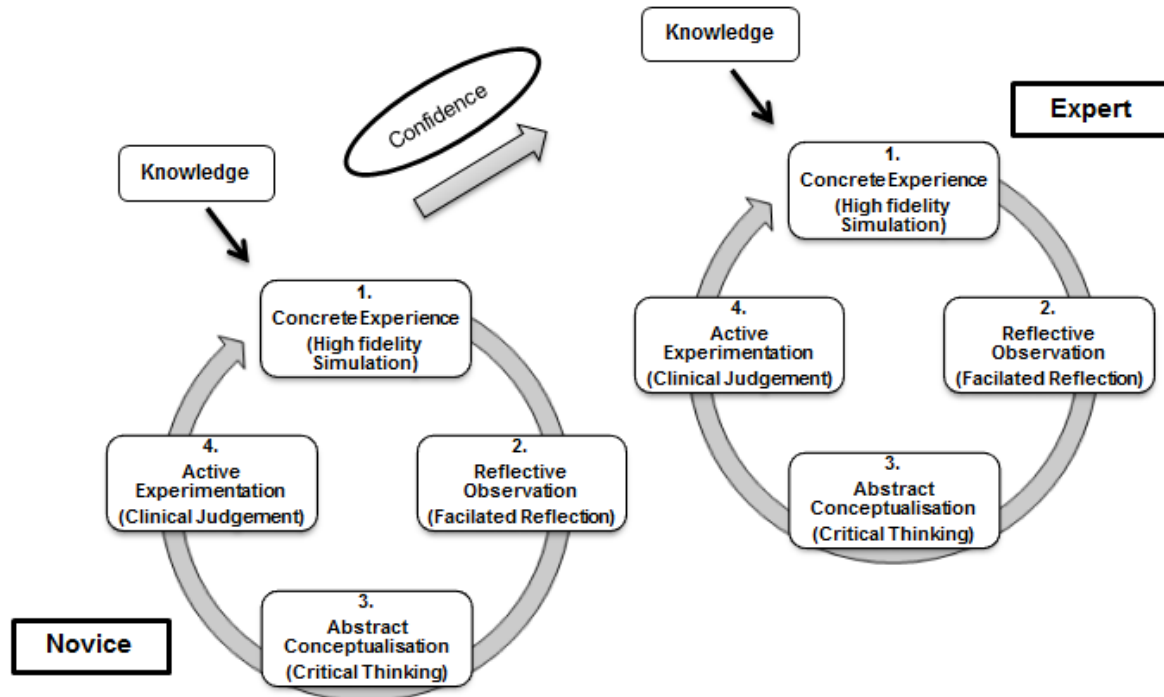 Knowledge
Confidence
Knowledge
Expert
1.
Concrete Experience
(High fidelity
Simulation)
2.
Reflective
Observation
(Facilated Reflection)
3.
Abstract
Conceptualisation
(Critical Thinking)
4.
Active
Experimentation
(Clinical Judgement)
Novice
1.
Concrete Experience
(High fidelity
Simulation)
2.
Reflective
Observation
(Facilated Reflection)
3.
Abstract
Conceptualisation
(Critical Thinking)
4.
Active
Experimentation
(Clinical Judgement)